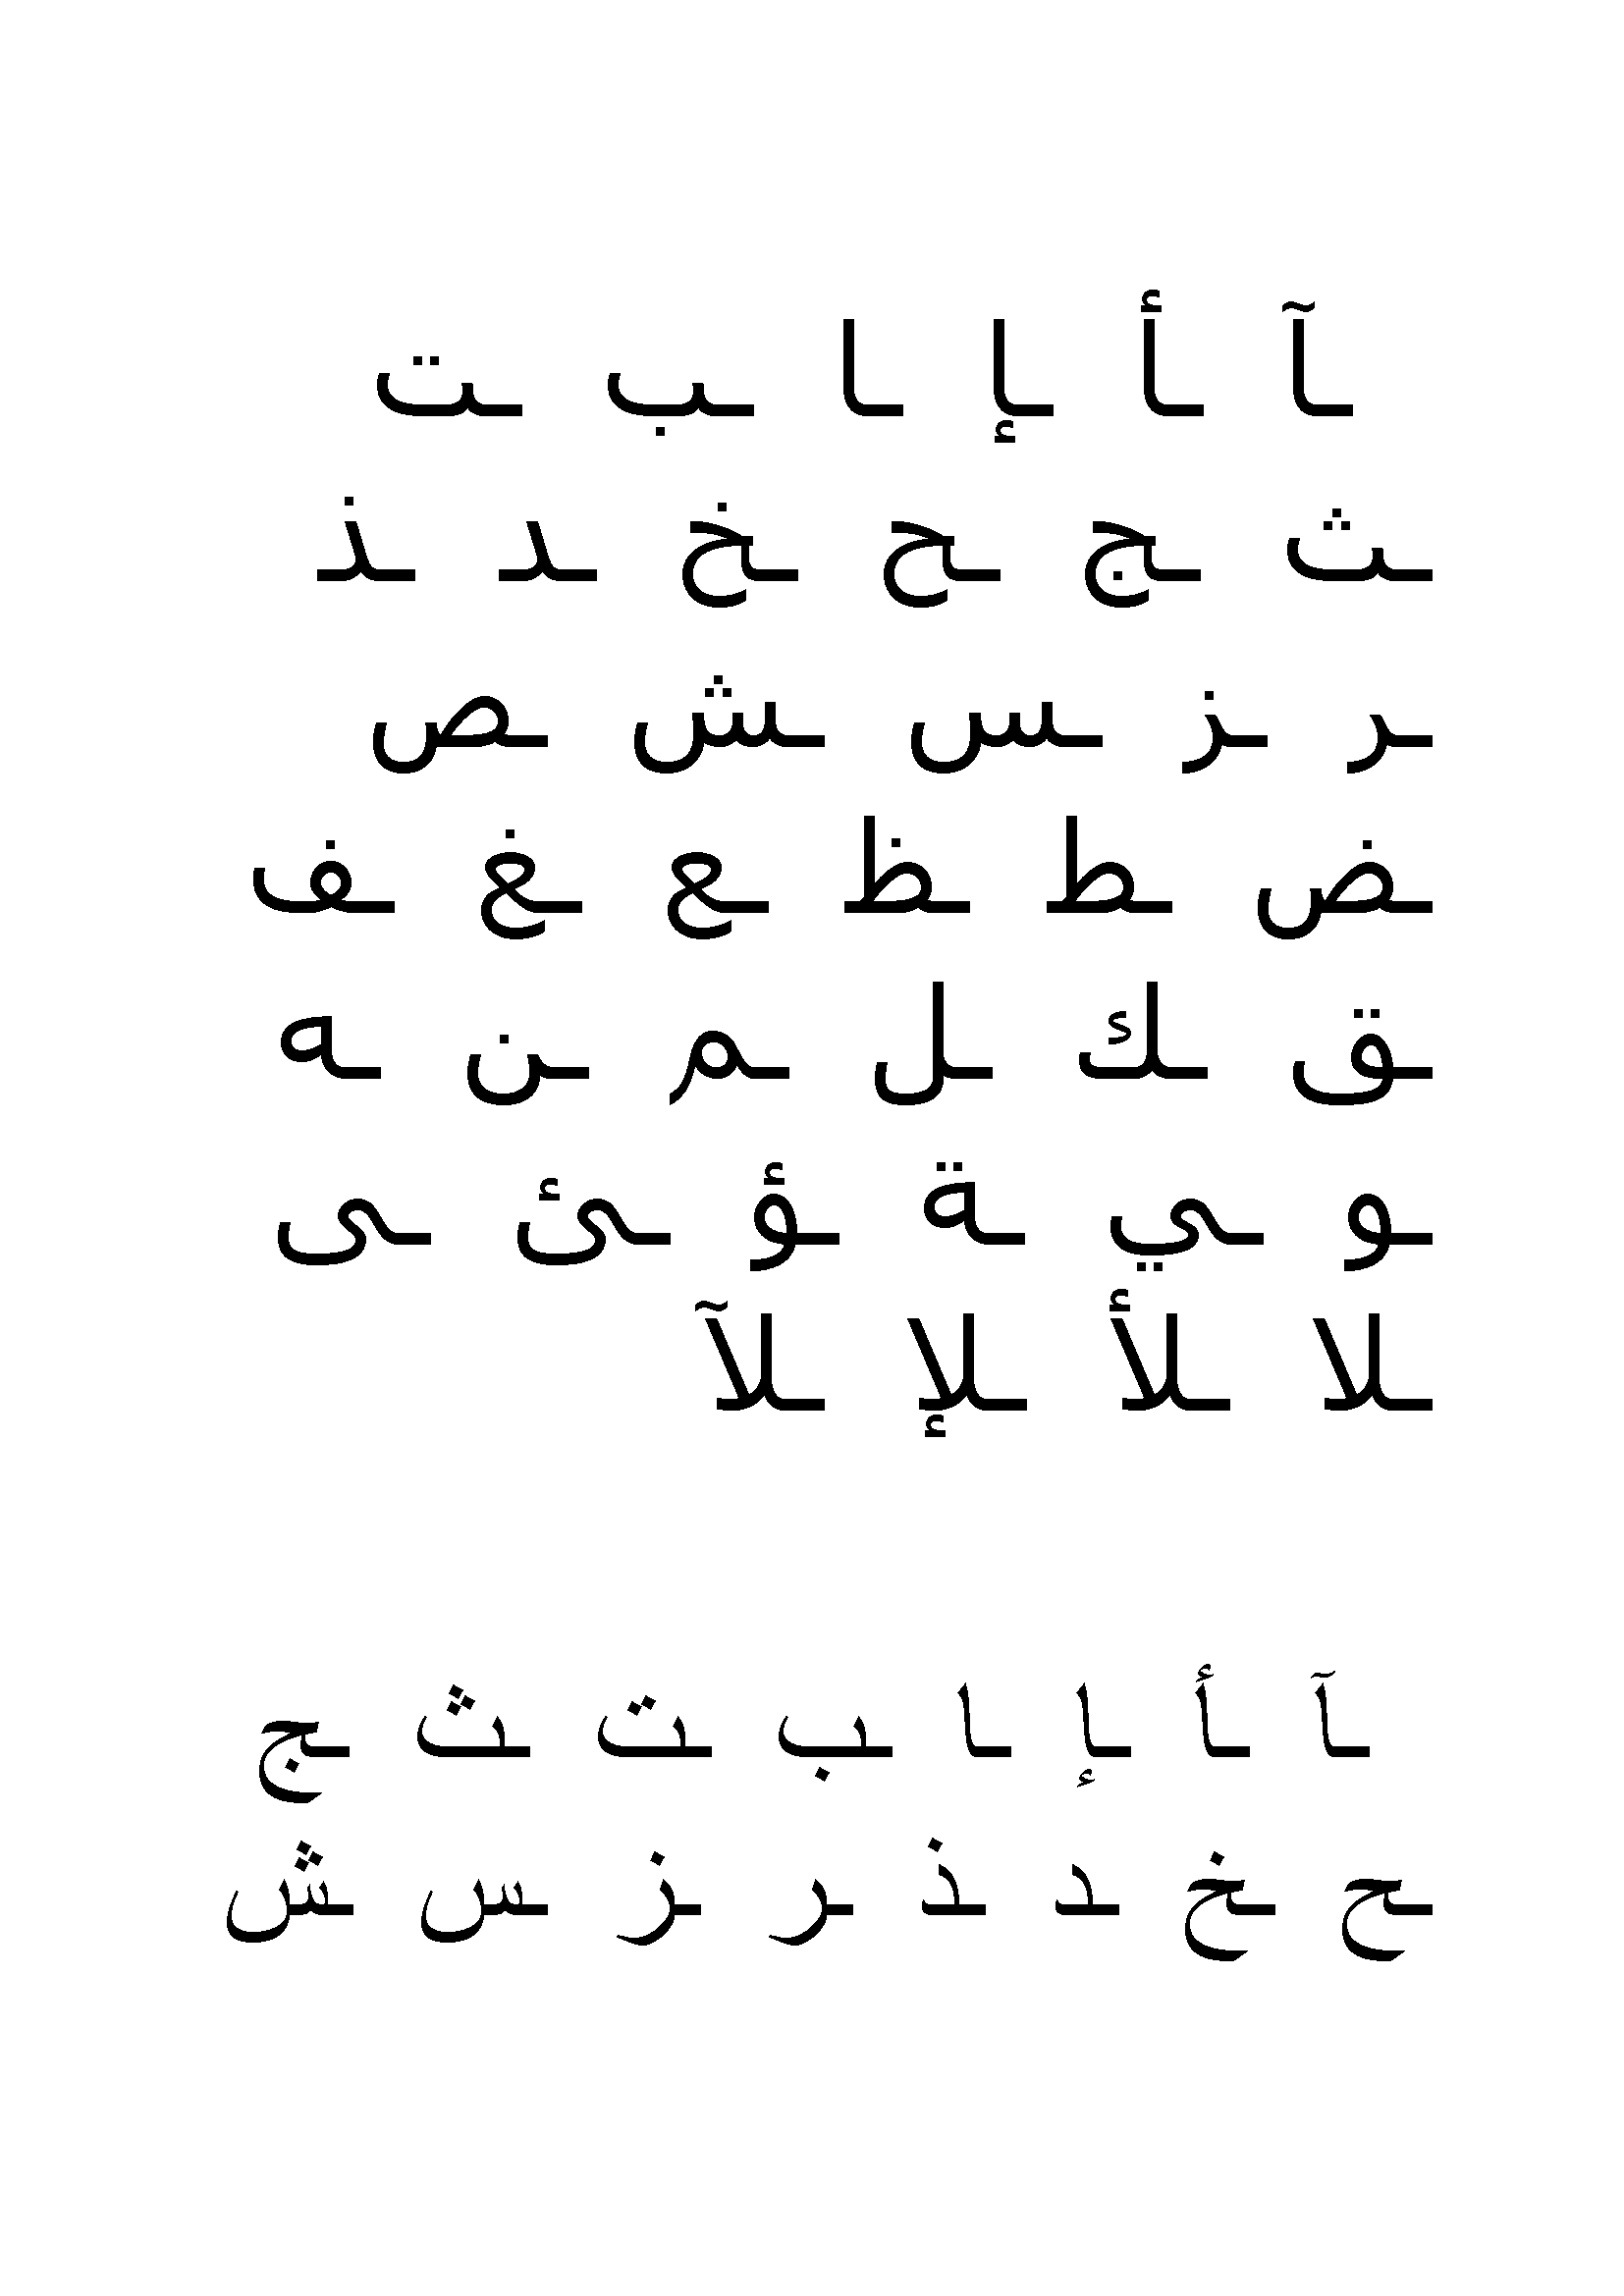 ـآ ـأ ـإ ـا ـب ـت
ـث ـج ـح ـخ ـد ـذ
ـر ـز ـس ـش ـص
ـض ـط ـظ ـع ـغ ـف
ـق ـك ـل ـم ـن ـه
ـو ـي ـة ـؤ ـئ ـى
ـلا ـلأ ـلإ ـلآ
ـآ ـأ ـإ ـا ـب ـت ـث ـج
ـح ـخ ـد ـذ ـر ـز ـس ـش